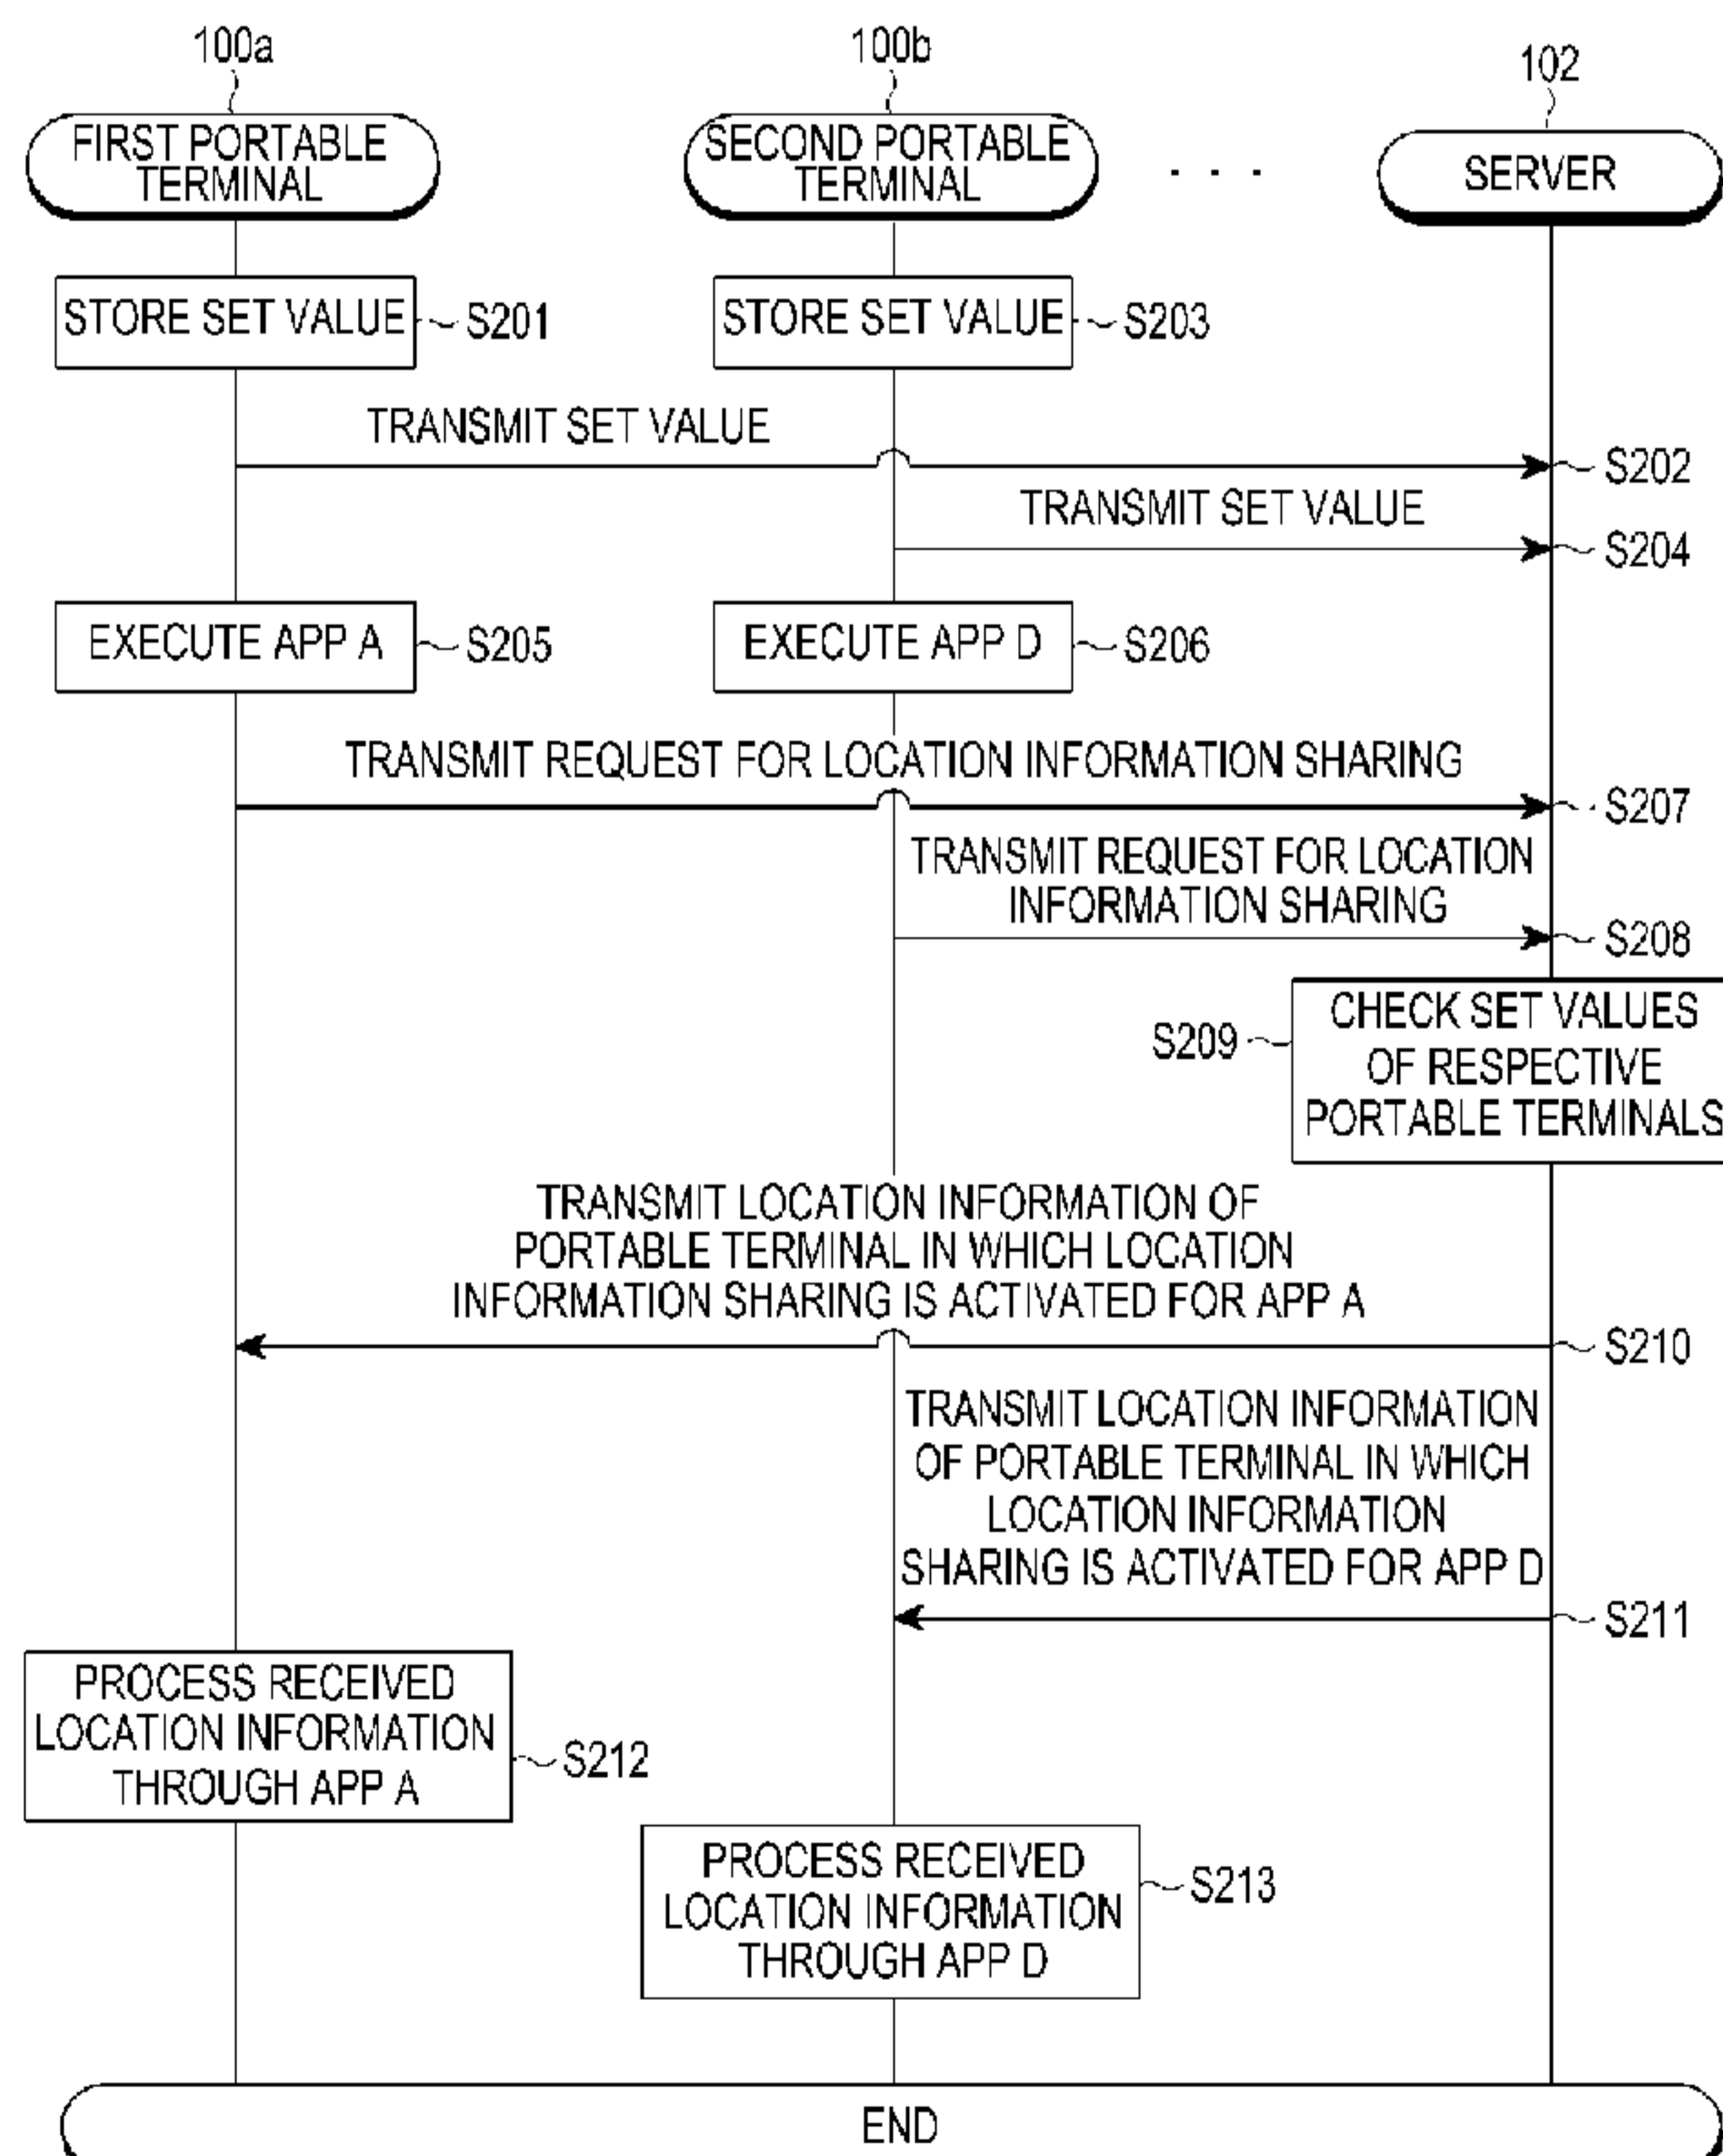 100a
100b
102
FIRST PORTABLE
TERMINAL
SECOND PORTABLE
TERMINAL
. . .
SERVER
STORE SET VALUE
S201
STORE SET VALUE
S203
TRANSMIT SET VALUE
S202
TRANSMIT SET VALUE
S204
EXECUTE APP A
S205
EXECUTE APP D
S206
TRANSMIT REQUEST FOR LOCATION INFORMATION SHARING
S207
TRANSMIT REQUEST FOR LOCATION
INFORMATION SHARING
S208
S209
CHECK SET VALUES
OF RESPECTIVE
PORTABLE TERMINALS
TRANSMIT LOCATION INFORMATION OF
PORTABLE TERMINAL IN WHICH LOCATION
INFORMATION SHARING IS ACTIVATED FOR APP A
S210
TRANSMIT LOCATION INFORMATION
OF PORTABLE TERMINAL IN WHICH
LOCATION INFORMATION
SHARING IS ACTIVATED FOR APP D
S211
PROCESS RECEIVED
LOCATION INFORMATION
THROUGH APP A
S212
PROCESS RECEIVED
LOCATION INFORMATION
THROUGH APP D
S213
END